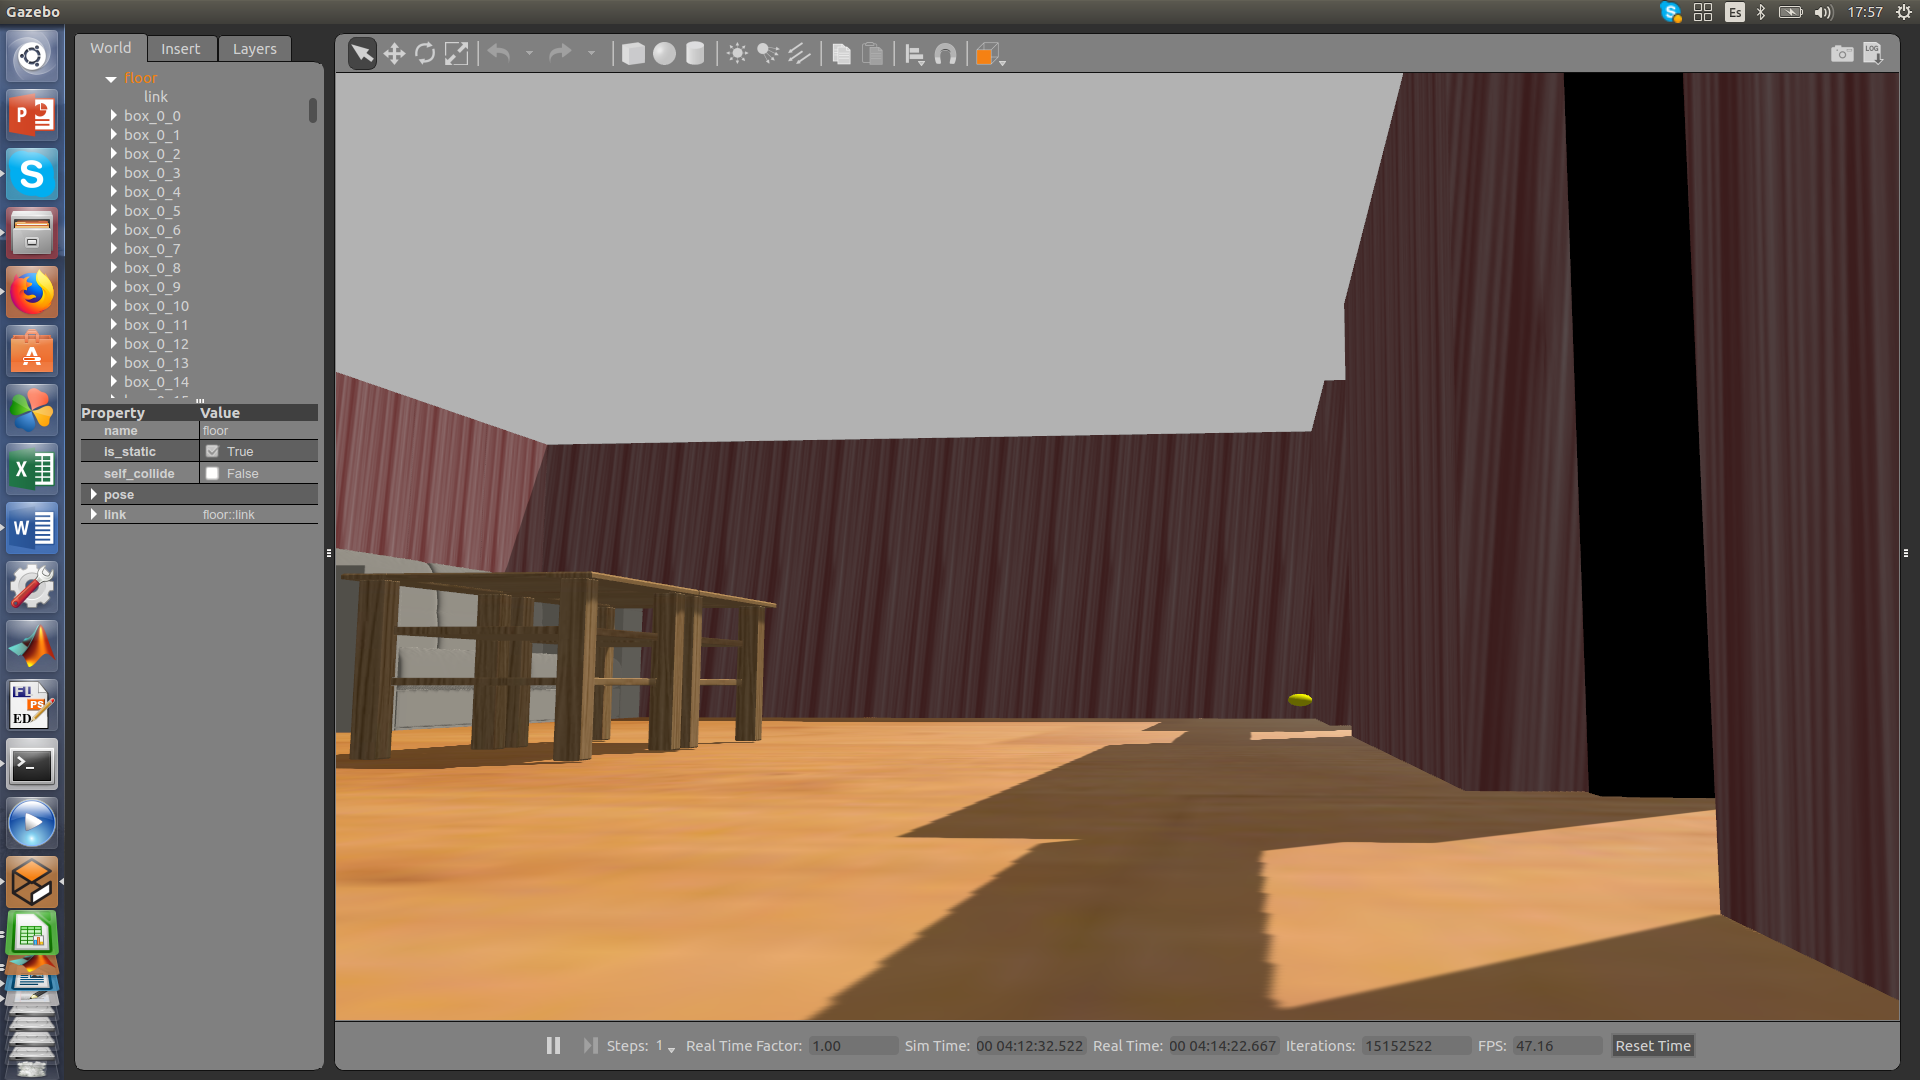 Gazebo
Es
17:57
World Insert Layers
LOG
floor
link
box_0_0
box_0_1
box_0_2
box_0_3
box_0_4
box_0_5
box_0_6
box_0_7
box_0_8
box_0_9
box_0_10
box_0_11
box_0_12
box_0_13
box_0_14
Property Value
name floor
is_static True
self_collide False
pose
link floor::link
Steps: 1 Real Time Factor: 1.00 Sim Time: 00 04:12:32.522 Real Time: 00 04:14:22.667 Iterations: 15152522 FPS: 47.16 Reset Time